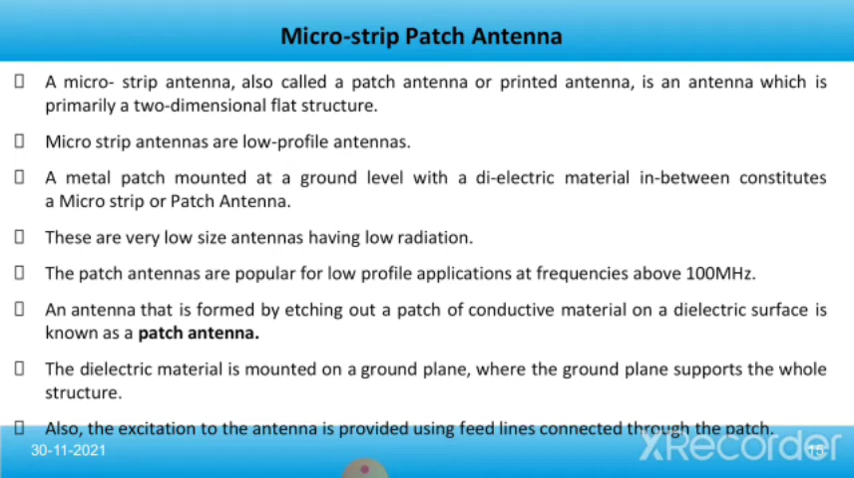 Micro-strip Patch Antenna
A micro- strip antenna, also called a patch antenna or printed antenna, is an antenna which is
primarily a two-dimensional flat structure.
Micro strip antennas are low-profile antennas.
A metal patch mounted at a ground level with a di-electric material in-between constitutes
a Micro strip or Patch Antenna.
These are very low size antennas having low radiation.
The patch antennas are popular for low profile applications at frequencies above 100MHz.
An antenna that is formed by etching out a patch of conductive material on a dielectric surface is
known as a patch antenna.
The dielectric material is mounted on a ground plane, where the ground plane supports the whole
structure.
Also, the excitation to the antenna is provided using feed lines connected through the patch.
30-11-2021
XRecorder
15